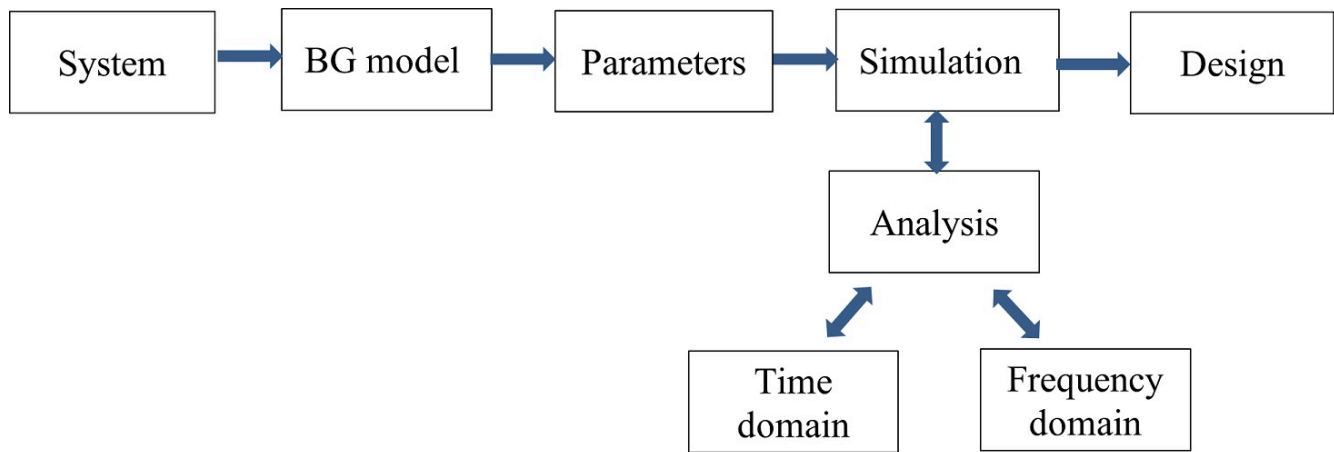 System
BG model
Parameters
Simulation
Design
Analysis
Time
domain
Frequency
domain